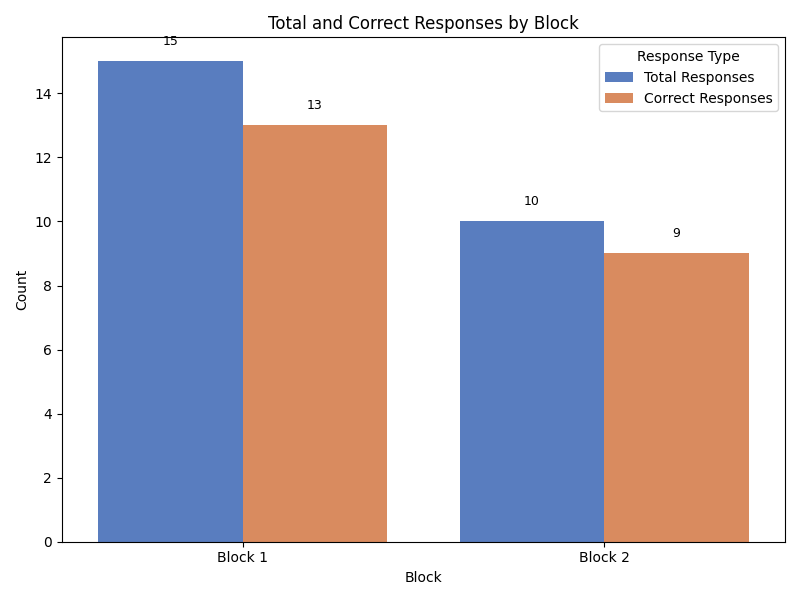 Total and Correct Responses by Block
Response Type
Total Responses
Correct Responses
15
13
10
9
14
12
10
8
6
4
2
0
Count
Block 1
Block 2
Block